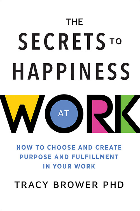 THE
SECRETS TO
HAPPINESS
AT
WORK
HOW TO CHOOSE AND CREATE
PURPOSE AND FULFILLMENT
IN YOUR WORK
TRACY BROWER PHD